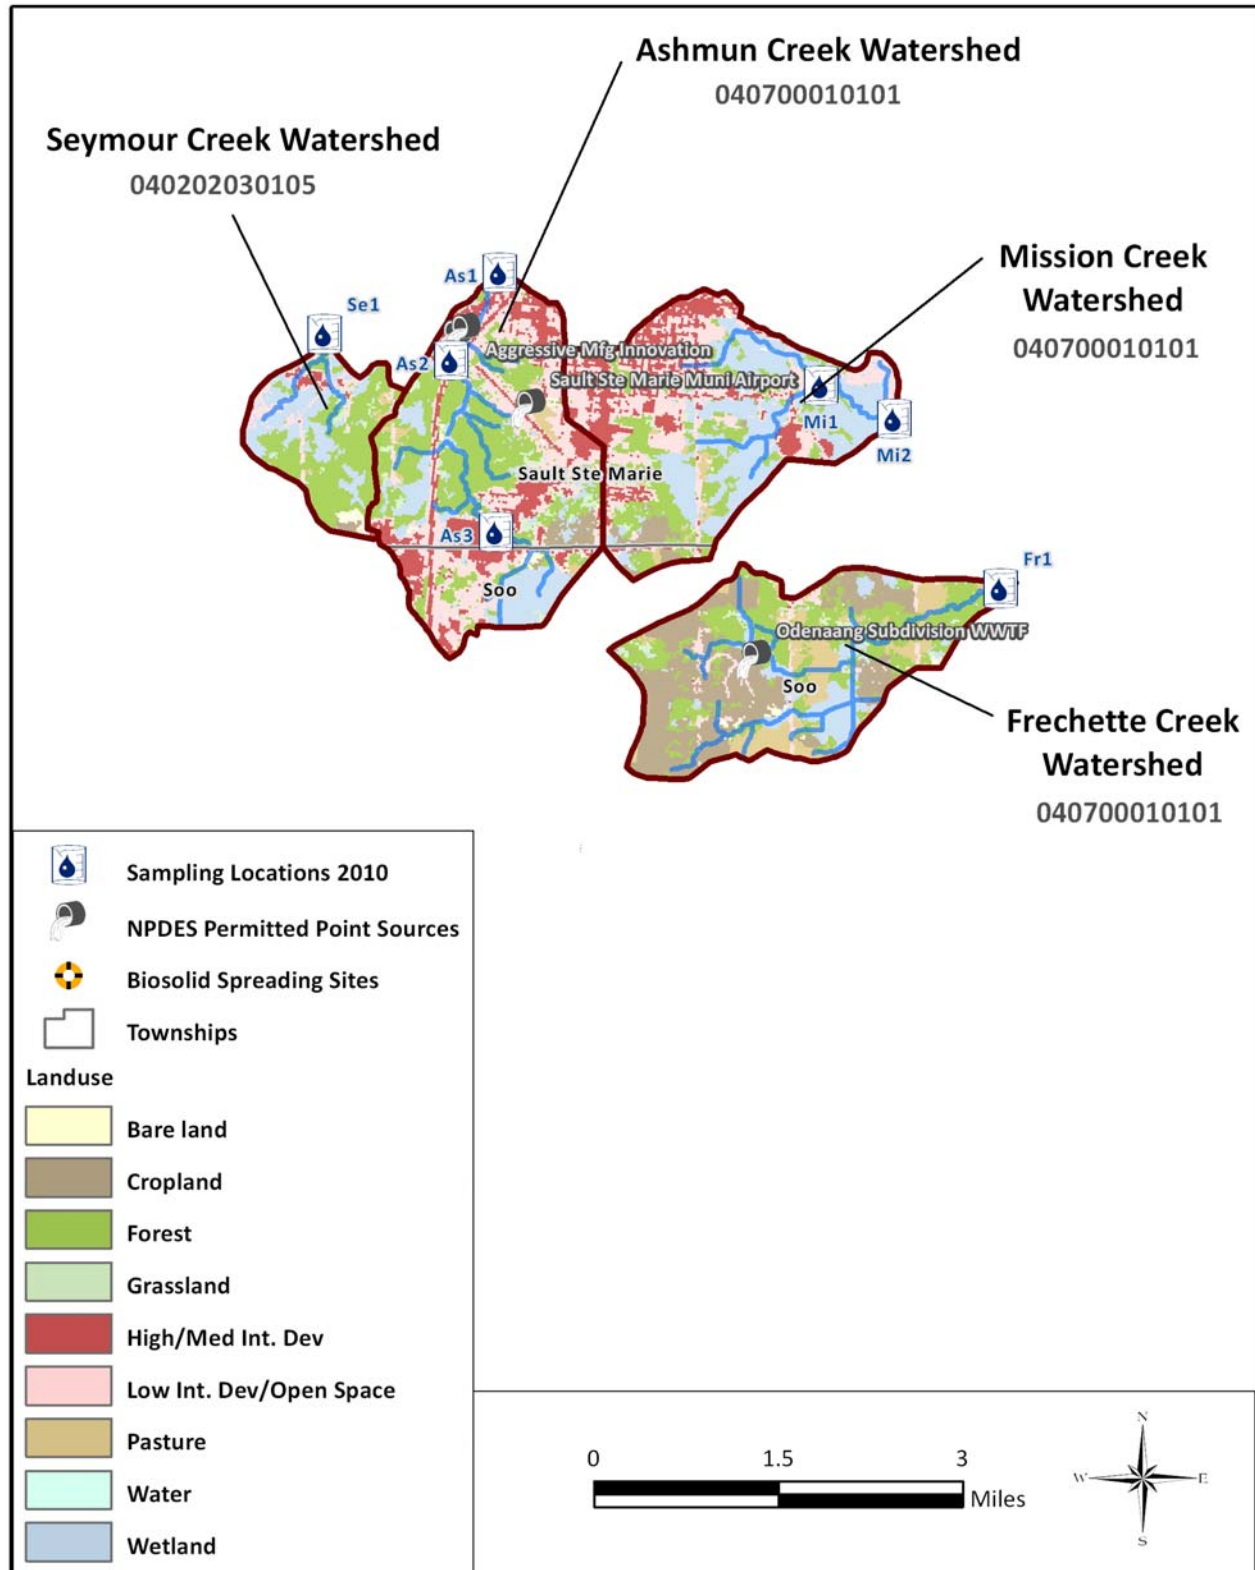 Ashmun Creek Watershed
040700010101
Seymour Creek Watershed
040202030105
Mission Creek
Watershed
040700010101
As1
Se1
As2
Aggressive Mfg Innovation
Sault Ste Marie Muni Airport
Mi1
Mi2
Sault Ste Marie
As3
Soo
Fr1
Odenaang Subdivision WWTF
Soo
Frechette Creek
Watershed
040700010101
Sampling Locations 2010
NPDES Permitted Point Sources
Biosolid Spreading Sites
Townships
Landuse
Bare land
Cropland
Forest
Grassland
High/Med Int. Dev
Low Int. Dev/Open Space
Pasture
Water
Wetland
0 1.5 3
Miles
N
W E
S